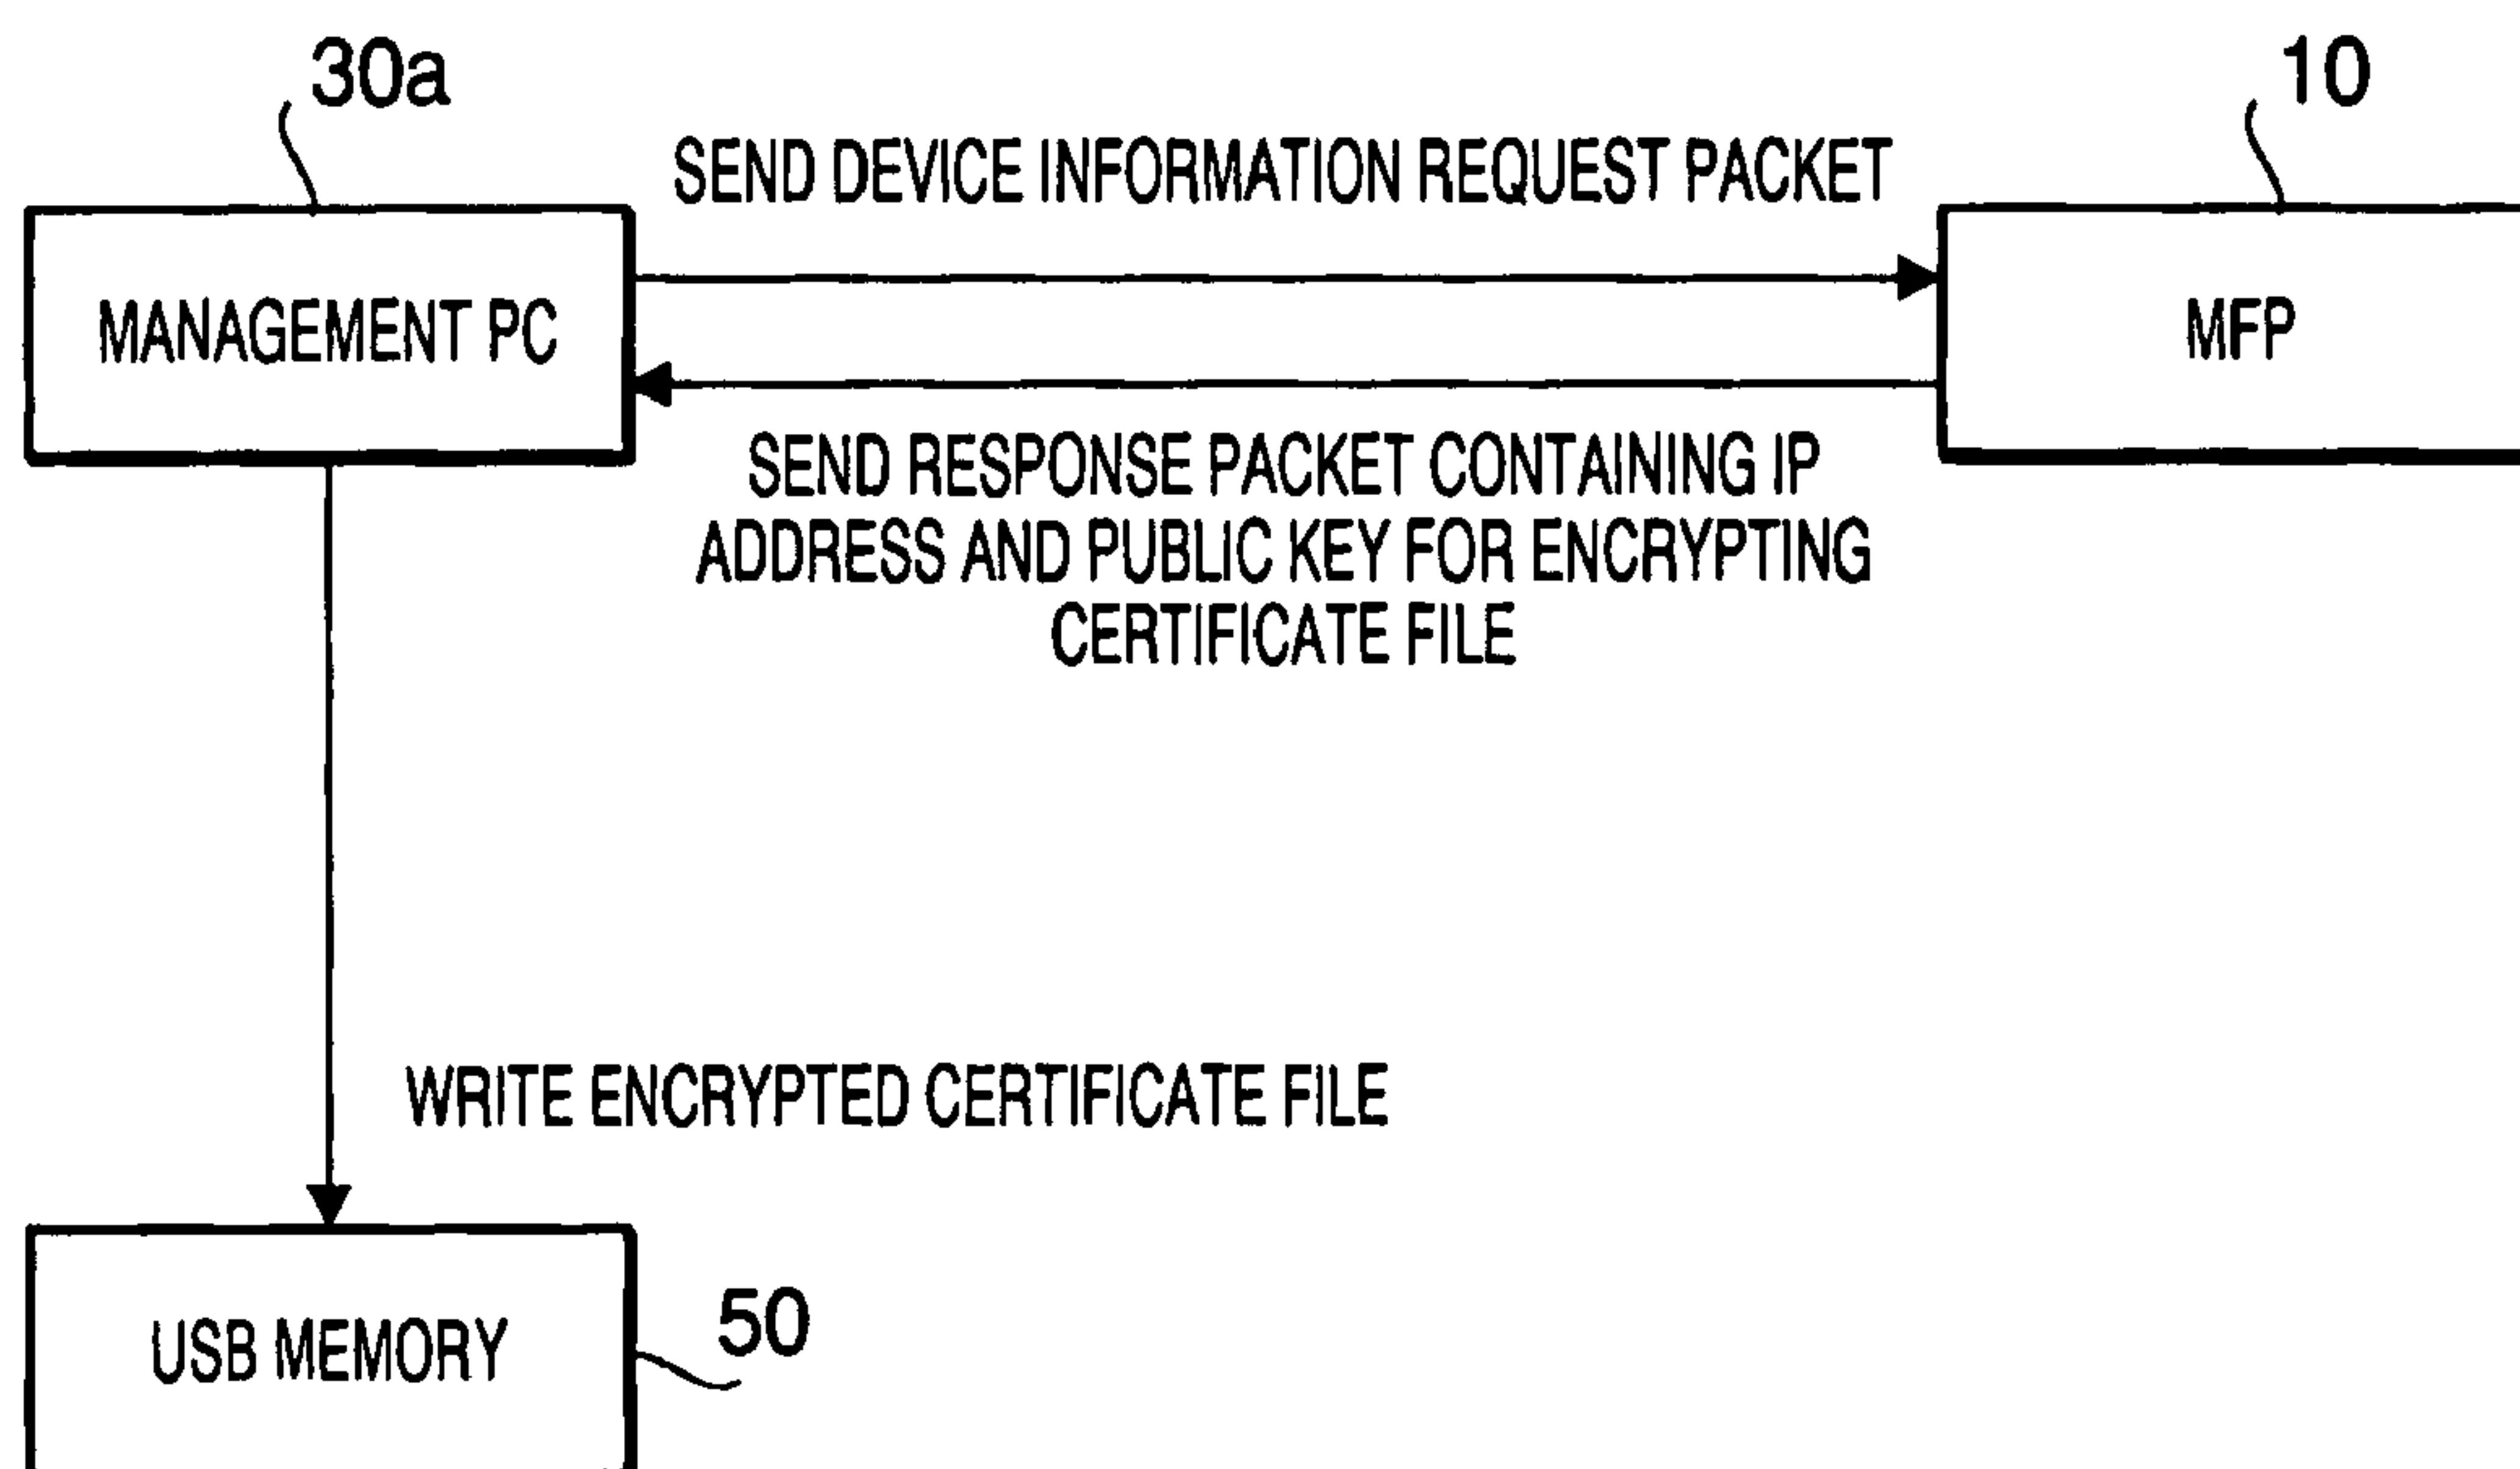 30a
10
SEND DEVICE INFORMATION REQUEST PACKET
MANAGEMENT PC
MFP
SEND RESPONSE PACKET CONTAINING IP
ADDRESS AND PUBLIC KEY FOR ENCRYPTING
CERTIFICATE FILE
WRITE ENCRYPTED CERTIFICATE FILE
50
USB MEMORY